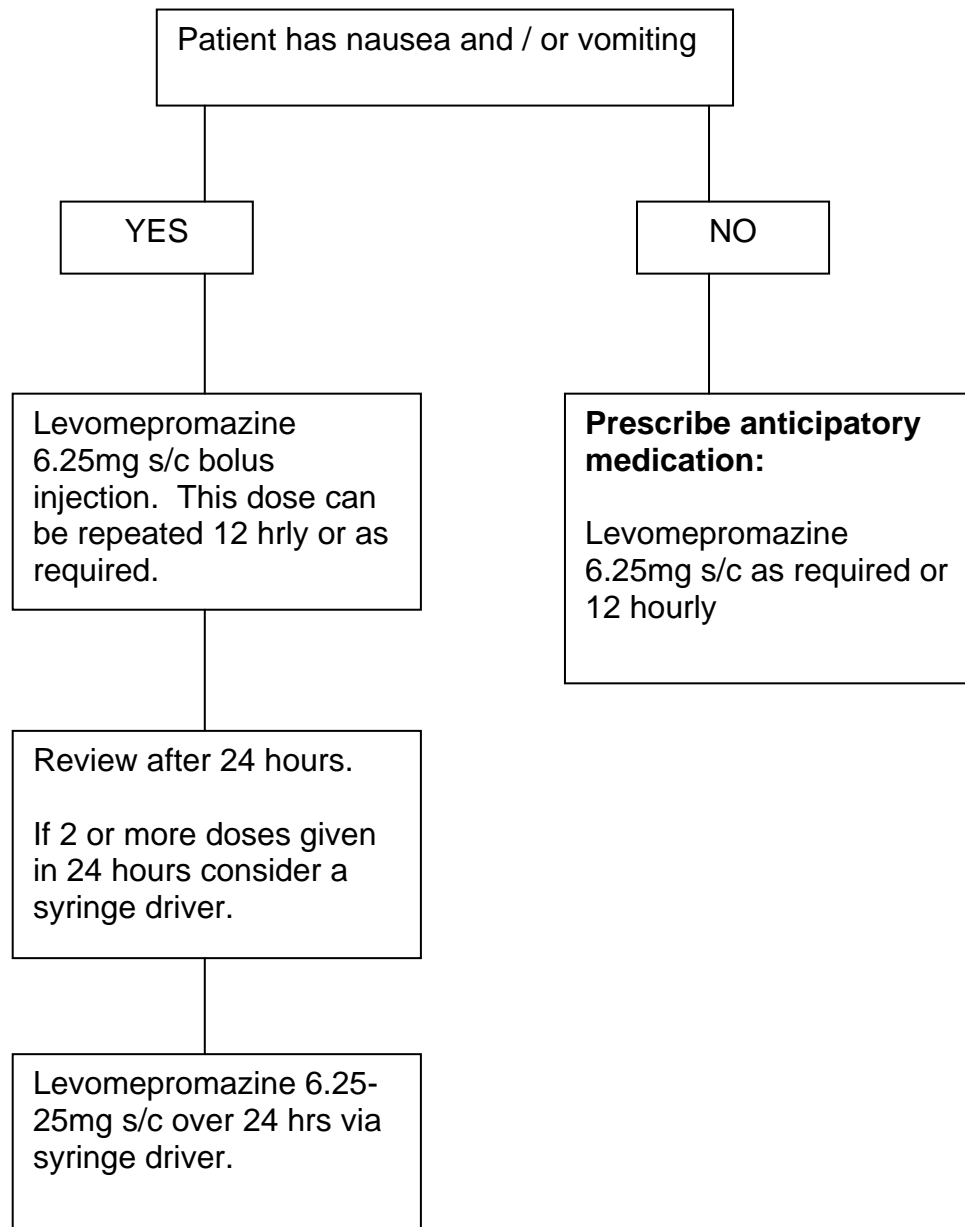 Patient has nausea and / or vomiting
YES
NO
Levomepromazine
6.25mg s/c bolus
injection.  This dose can
be repeated 12 hrly or as
required.
Prescribe anticipatory
medication:
Levomepromazine
6.25mg s/c as required or
12 hourly
Review after 24 hours.
If 2 or more doses given
in 24 hours consider a
syringe driver.
Levomepromazine 6.25-
25mg s/c over 24 hrs via
syringe driver.